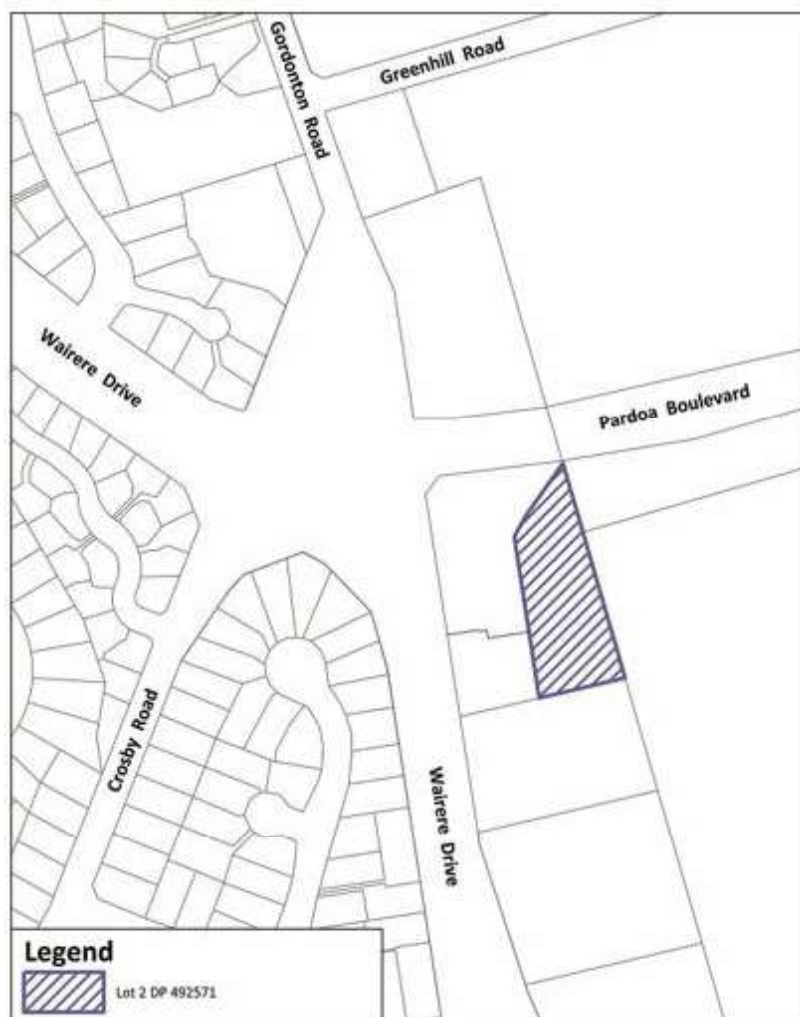 Gordonton Road
Greenhill Road
Wairere Drive
Pardoa Boulevard
Crosby Road
Wairere Drive
Legend
Lot 2 DP 492571